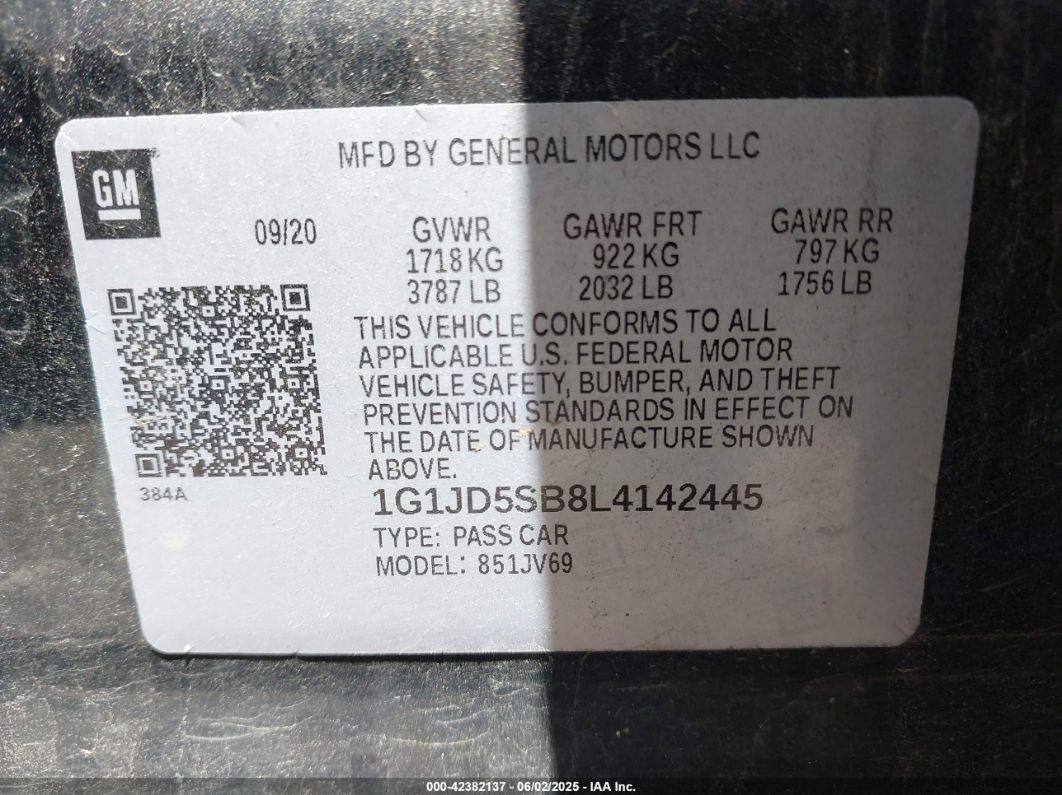 MFD BY GENERAL MOTORS LLC
GM
09/20
GVWR GAWR FRT GAWR RR
1718 KG 922 KG 797 KG
3787 LB 2032 LB 1756 LB
THIS VEHICLE CONFORMS TO ALL
APPLICABLE U.S. FEDERAL MOTOR
VEHICLE SAFETY, BUMPER, AND THEFT
PREVENTION STANDARDS IN EFFECT ON
THE DATE OF MANUFACTURE SHOWN
ABOVE.
384A
1G1JD5SB8L4142445
TYPE: PASS CAR
MODEL: 851JV69
000-42382137 - 06/02/2025 - IAA Inc.